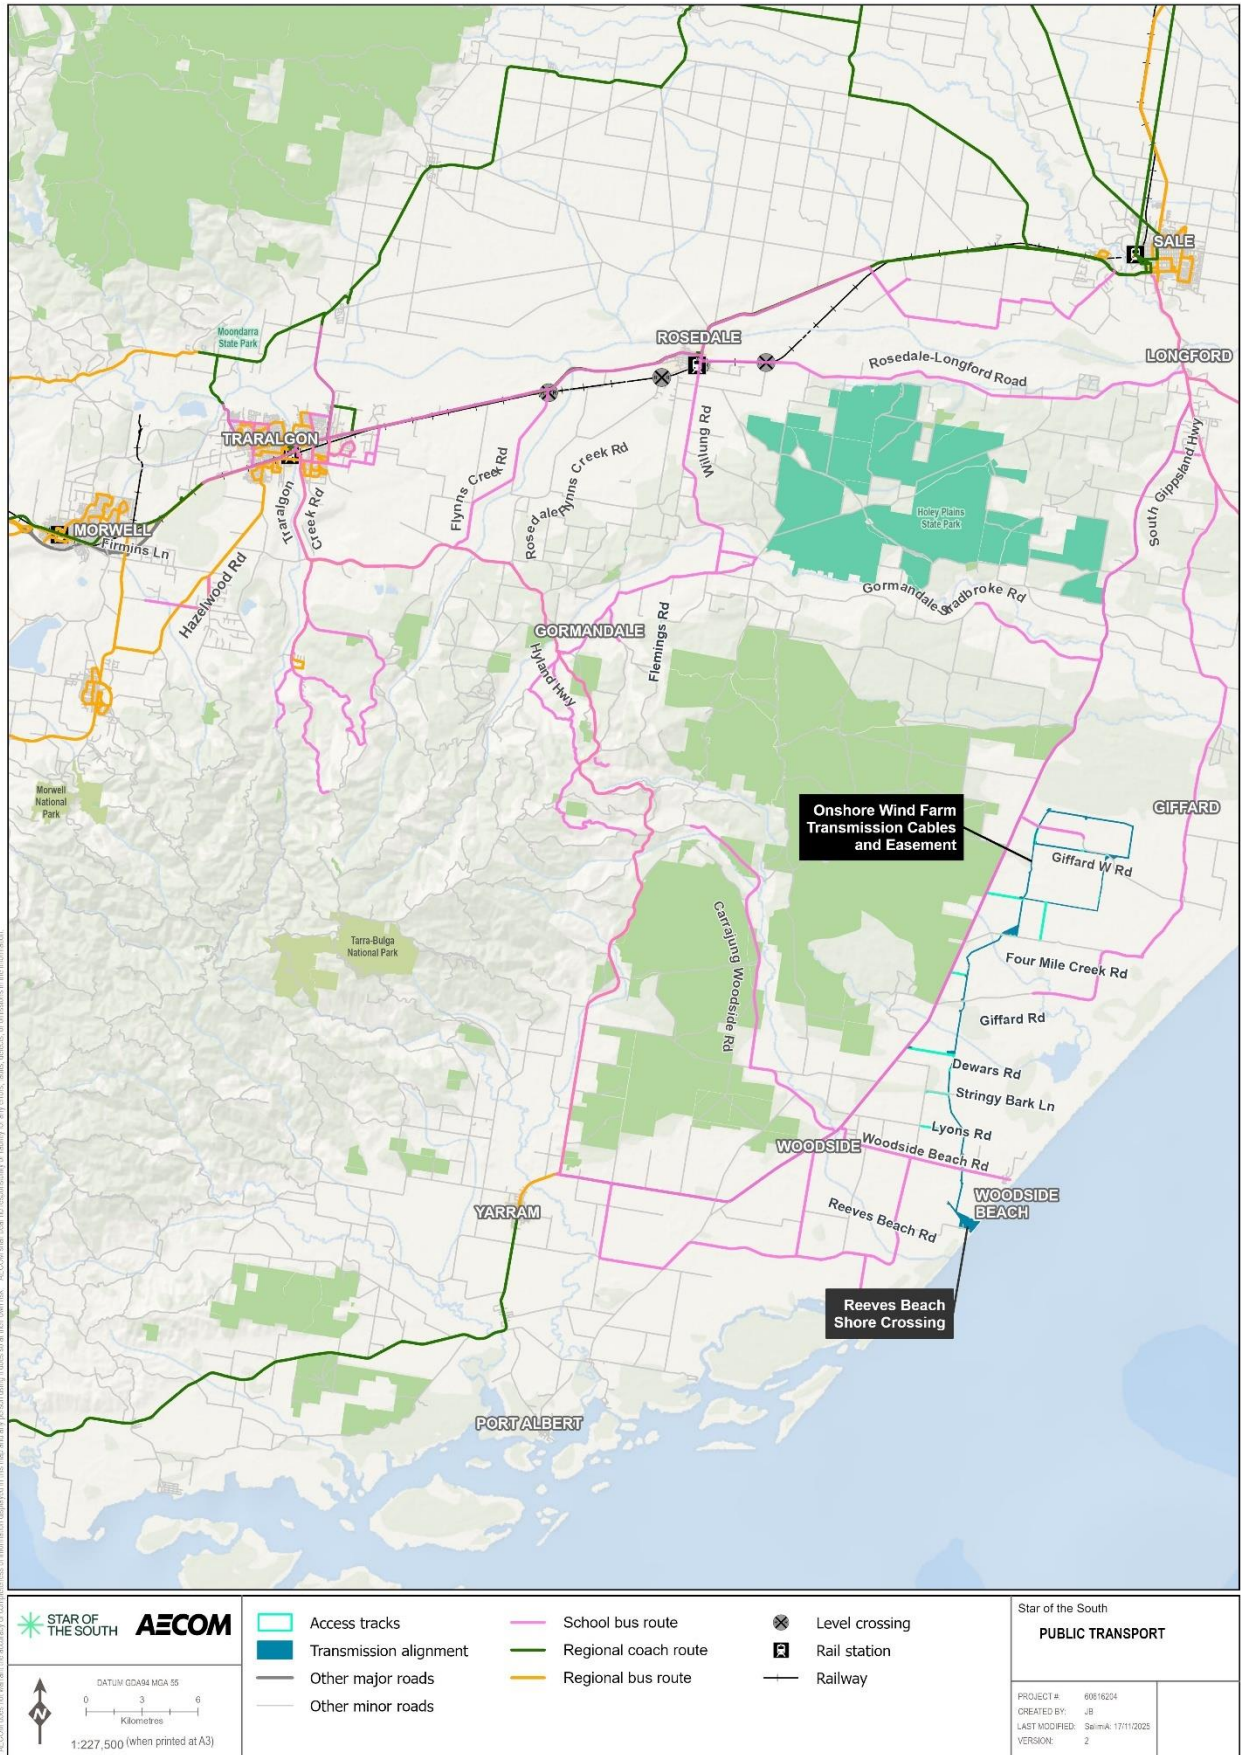 SALE
Moondarra
State Park
ROSEDALE
LONGFORD
Rosedale-Longford Road
TRARALGON
Willung Rd
South Gippsland Hwy
Flynns Creek Rd
Rosedale Flynns Creek Rd
Traralgon
Creek Rd
Holey Plains
State Park
MORWELL
Firmins Ln
Hazelwood Rd
Gormandale Stradbroke Rd
GORMANDALE
Flemings Rd
Hyland Hwy
Morwell
National
Park
Onshore Wind Farm
Transmission Cables
and Easement
GIFFARD
Giffard W Rd
Tarra-Bulga
National Park
Carrajung Woodside Rd
Four Mile Creek Rd
Giffard Rd
Dewars Rd
Stringy Bark Ln
Lyons Rd
WOODSIDE
Woodside Beach Rd
WOODSIDE
BEACH
YARRAM
Reeves Beach Rd
Reeves Beach
Shore Crossing
PORT ALBERT
STAR OF
THE SOUTH
AECOM
DATUM GDA94 MGA 55
0 3 6
Kilometres
N
1:227,500 (when printed at A3)
Access tracks
Transmission alignment
Other major roads
Other minor roads
School bus route
Regional coach route
Regional bus route
Level crossing
Rail station
Railway
Star of the South
PUBLIC TRANSPORT
PROJECT #: 60816204
CREATED BY: JB
LAST MODIFIED: SalimiA: 17/11/2025
VERSION: 2